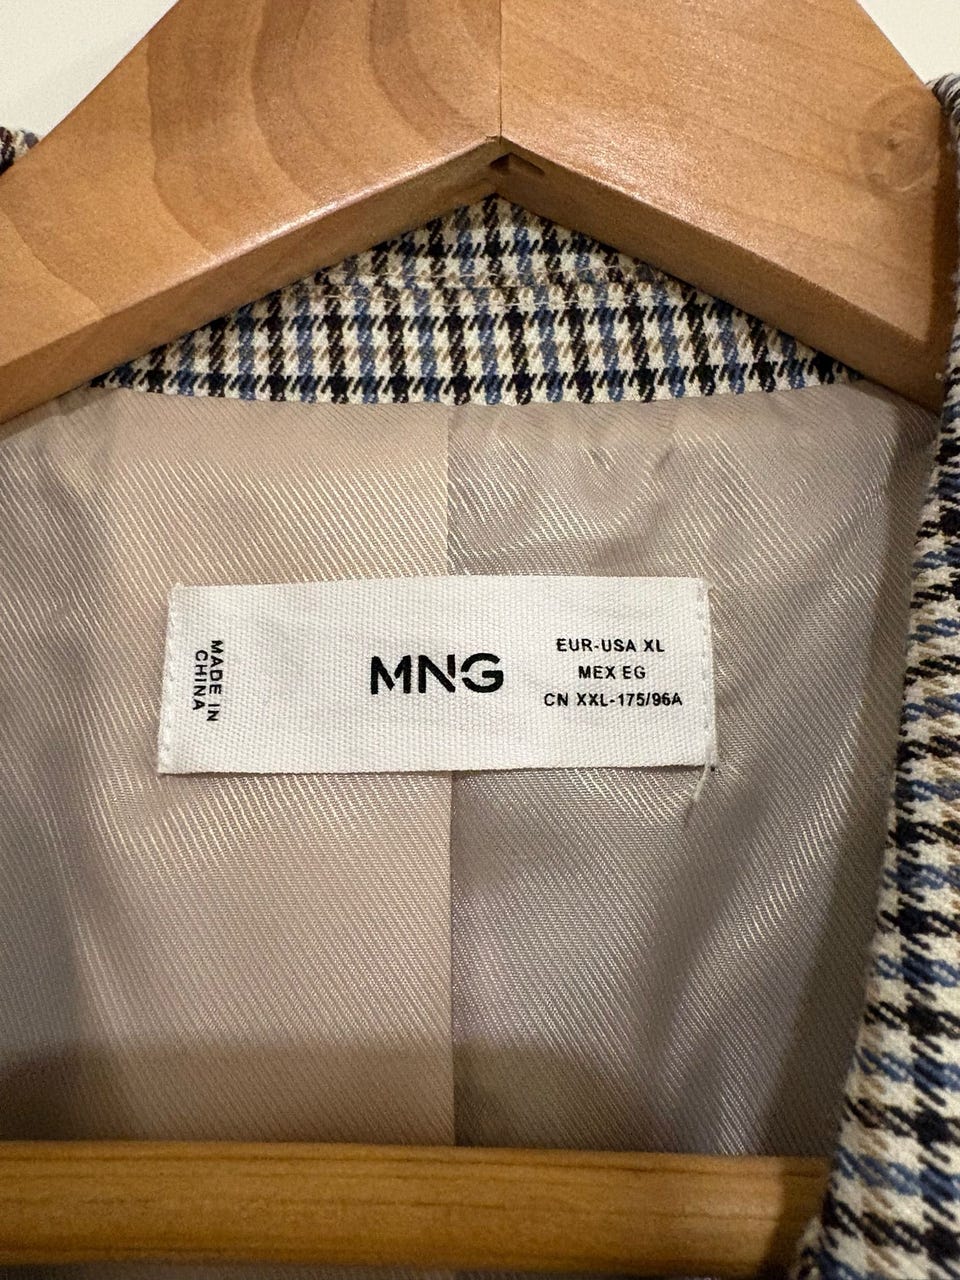 MADE IN
CHINA
MNG
EUR-USA XL
MEX EG
CN XXL-175/96A